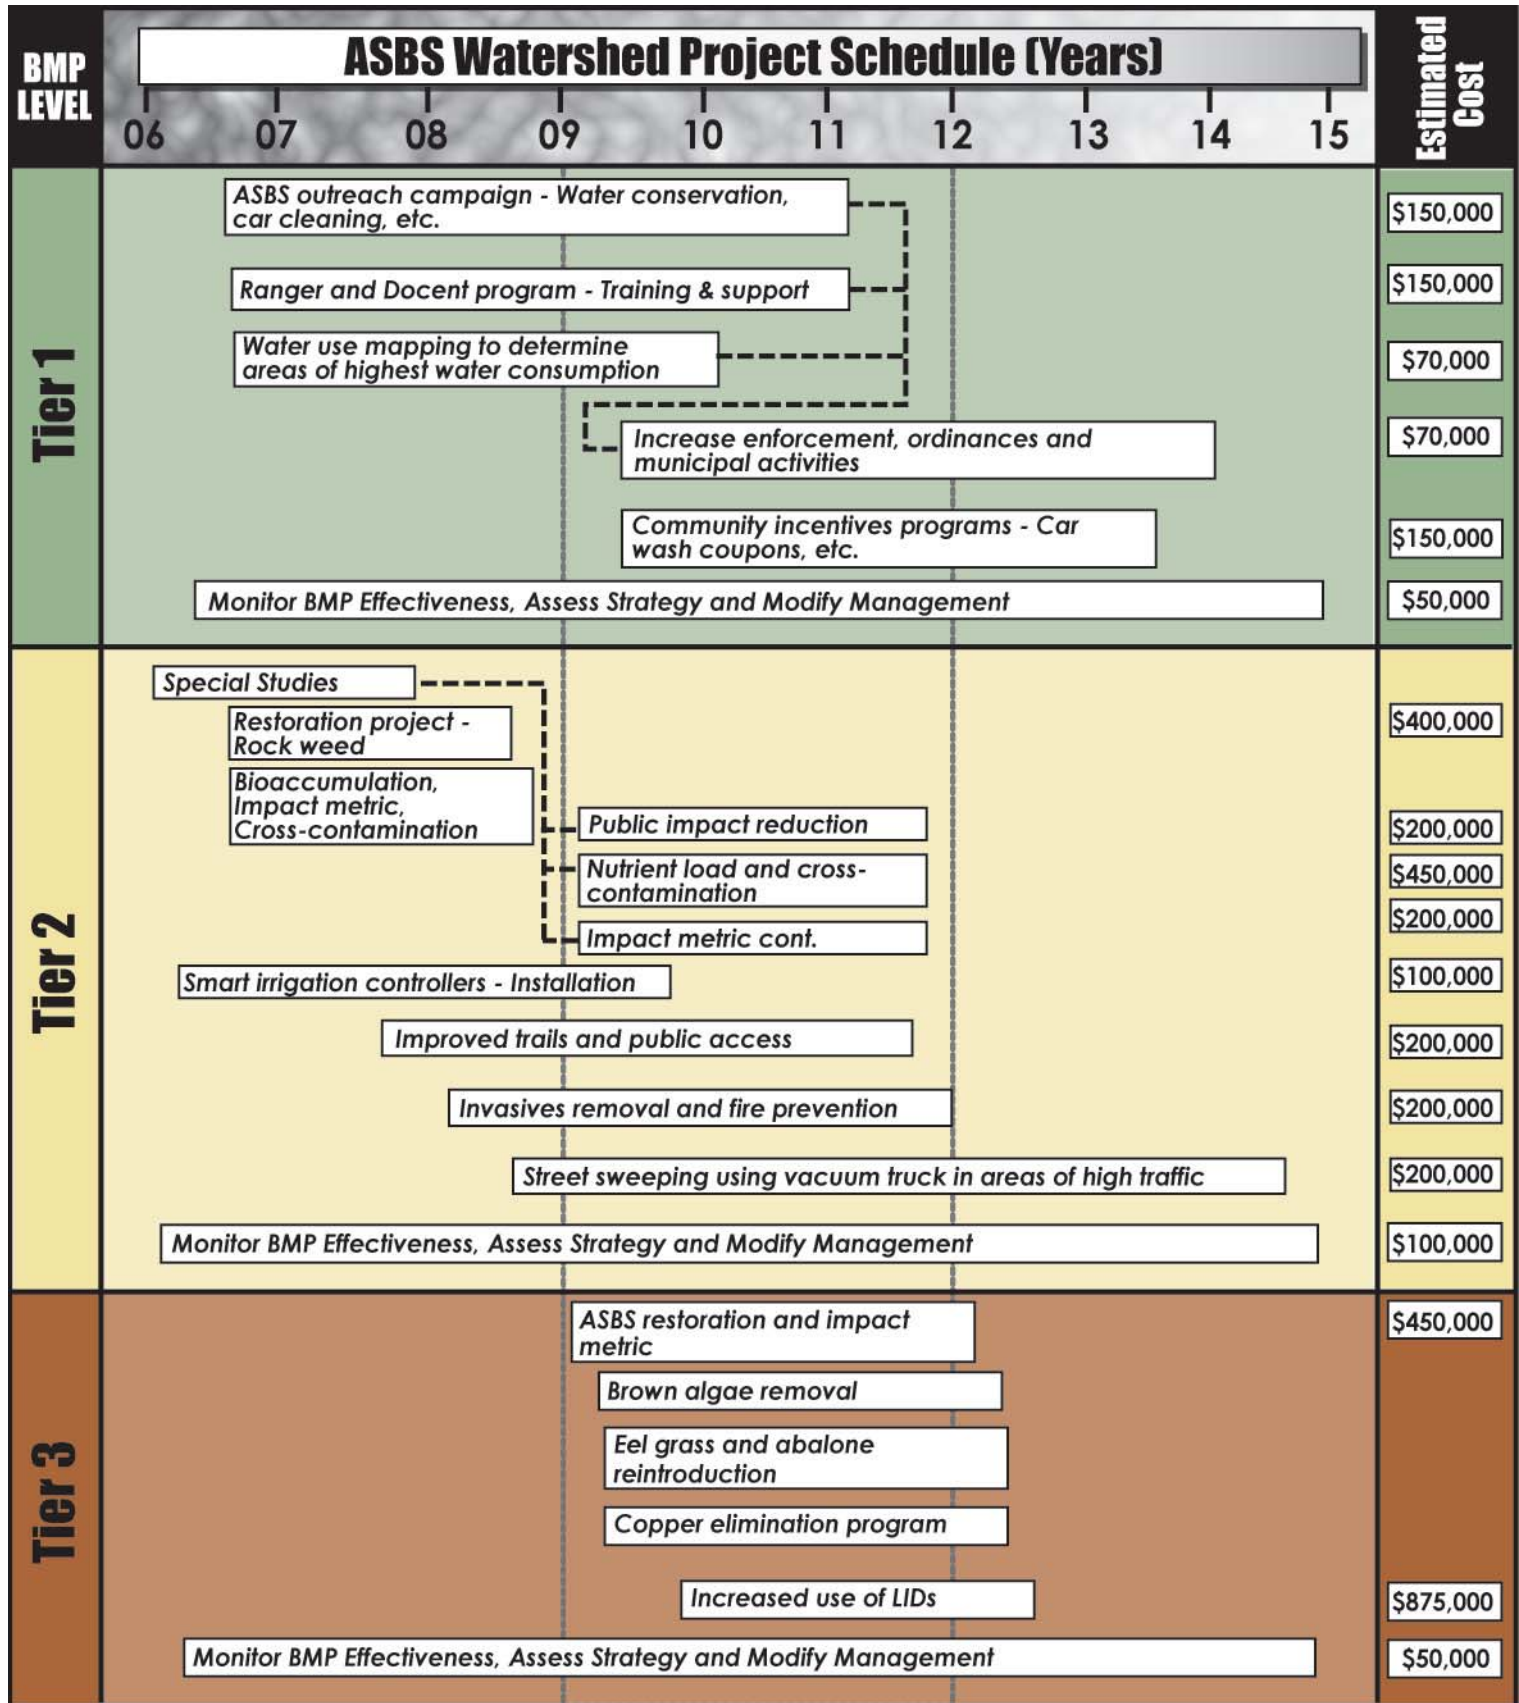 ASBS Watershed Project Schedule (Years)
BMP
LEVEL
Estimated
Cost
06 07 08 09 10 11 12 13 14 15
Tier 1
ASBS outreach campaign - Water conservation,
car cleaning, etc.
$150,000
Ranger and Docent program - Training & support
$150,000
Water use mapping to determine
areas of highest water consumption
$70,000
Increase enforcement, ordinances and
municipal activities
$70,000
Community incentives programs - Car
wash coupons, etc.
$150,000
Monitor BMP Effectiveness, Assess Strategy and Modify Management
$50,000
Tier 2
Special Studies
Restoration project -
Rock weed
$400,000
Bioaccumulation,
Impact metric,
Cross-contamination
Public impact reduction
$200,000
Nutrient load and cross-
contamination
$450,000
Impact metric cont.
$200,000
Smart irrigation controllers - Installation
$100,000
Improved trails and public access
$200,000
Invasives removal and fire prevention
$200,000
Street sweeping using vacuum truck in areas of high traffic
$200,000
Monitor BMP Effectiveness, Assess Strategy and Modify Management
$100,000
Tier 3
ASBS restoration and impact
metric
$450,000
Brown algae removal
Eel grass and abalone
reintroduction
Copper elimination program
Increased use of LIDs
$875,000
Monitor BMP Effectiveness, Assess Strategy and Modify Management
$50,000